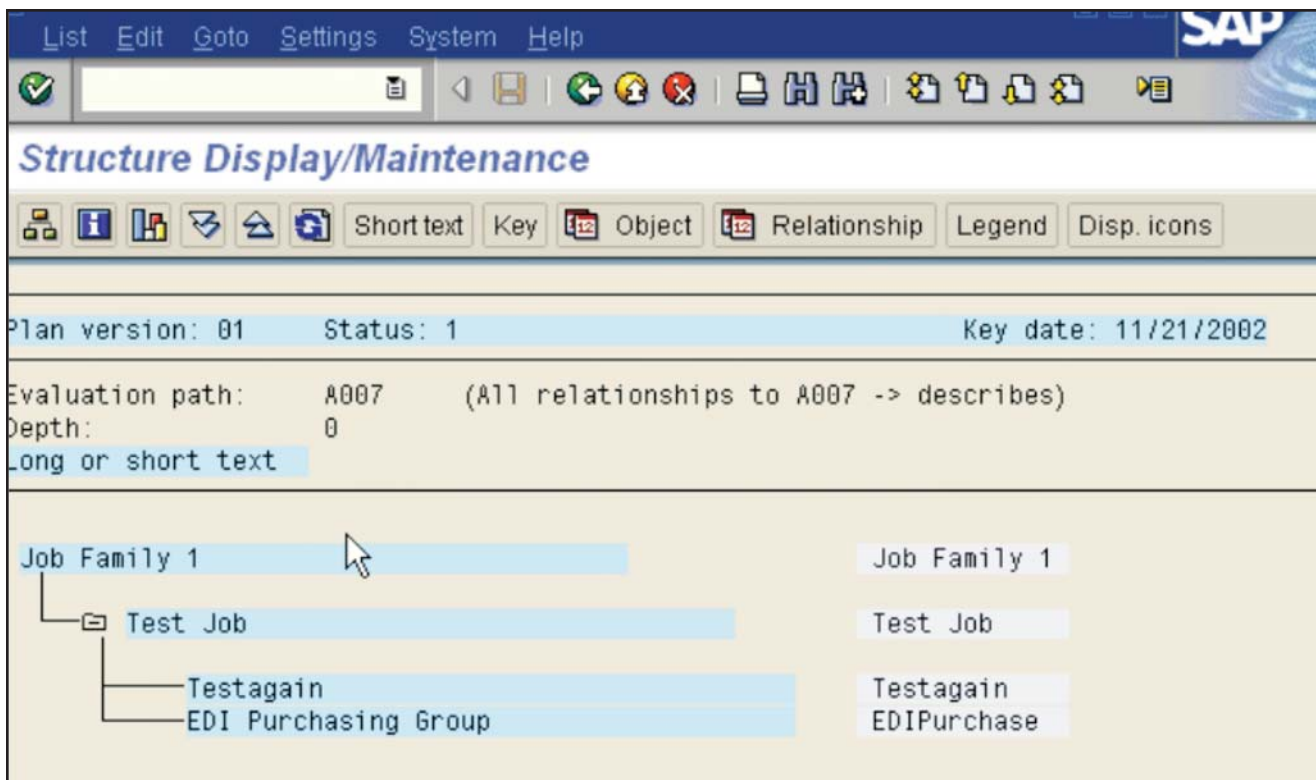 List Edit Goto Settings System Help
SAP
Structure Display/Maintenance
Short text Key Object Relationship Legend Disp. icons
Plan version: 01 Status: 1 Key date: 11/21/2002
Evaluation path: A007 (All relationships to A007 -> describes)
Depth: 0
Long or short text
Job Family 1 Job Family 1
Test Job Test Job
Testagain Testagain
EDI Purchasing Group EDIPurchase